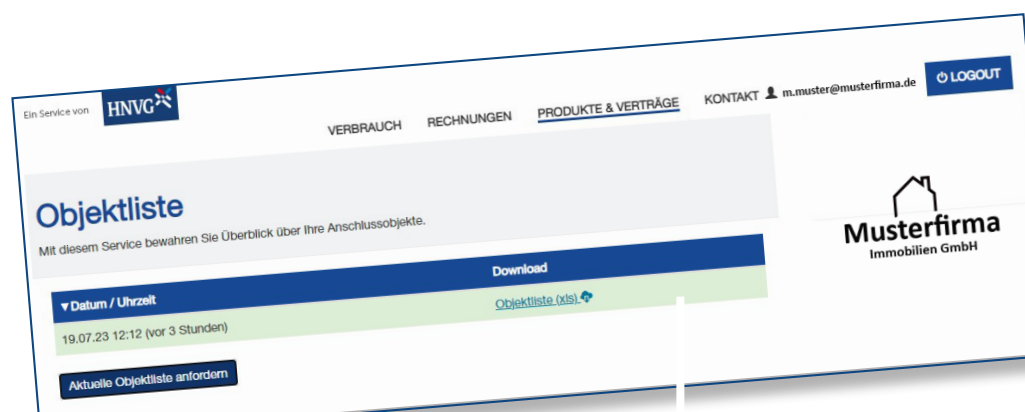 Ein Service von HNVG
VERBRAUCH RECHNUNGEN PRODUKTE & VERTRÄGE KONTAKT m.muster@musterfirma.de LOGOUT
Objektliste
Mit diesem Service bewahren Sie Überblick über Ihre Anschlussobjekte.
Musterfirma
Immobilien GmbH
▼Datum / Uhrzeit Download
19.07.23 12:12 (vor 3 Stunden) Objektliste (xls)
Aktuelle Objektliste anfordern